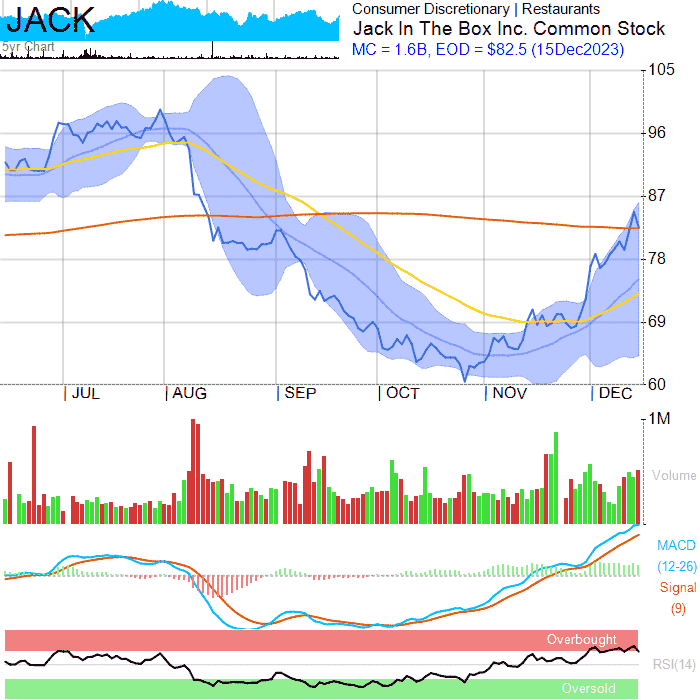 JACK
5yr Chart
Consumer Discretionary | Restaurants
Jack In The Box Inc. Common Stock
MC = 1.6B, EOD = $82.5 (15Dec2023)
105
96
87
78
69
60
JUL AUG SEP OCT NOV DEC
1M
Volume
MACD
(12-26)
Signal
(9)
Overbought
RSI(14)
Oversold